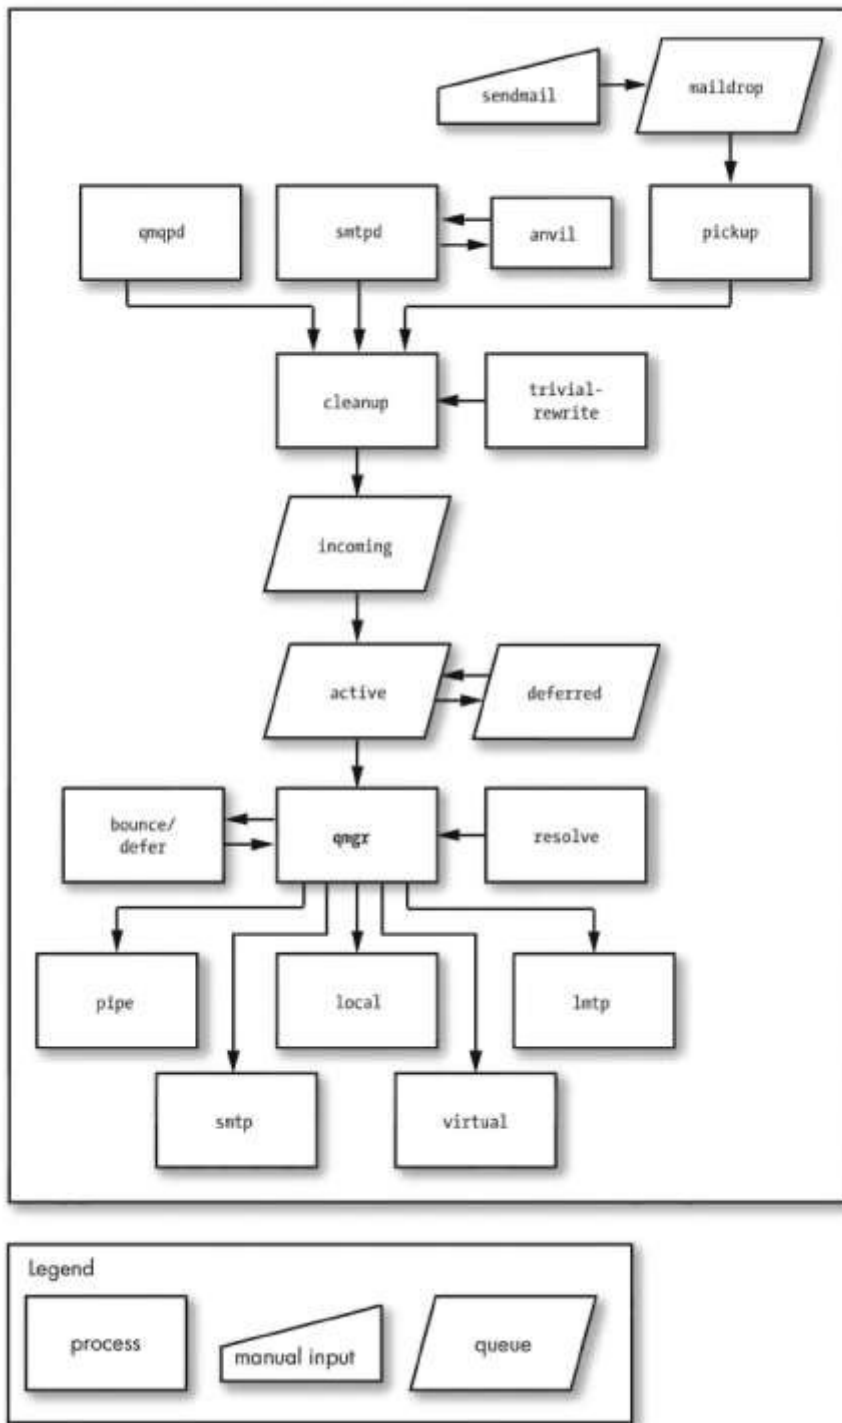 sendmail
maildrop
qmqpd
smtpd
anvil
pickup
cleanup
trivial-
rewrite
incoming
active
deferred
bounce/
defer
qmgr
resolve
pipe
local
lmtp
smtp
virtual
Legend
process
manual input
queue